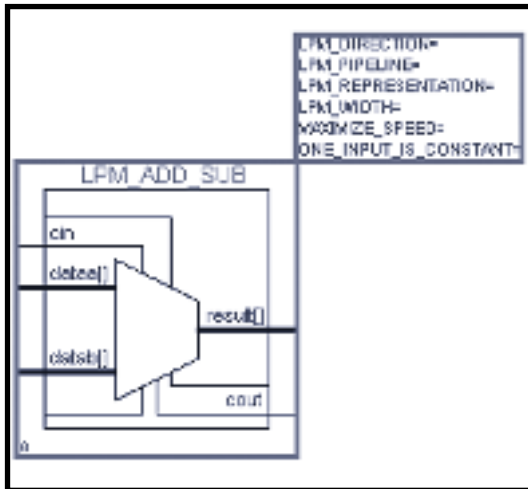 LPM_DIRECTION=
LPM_PIPELINE=
LPM_REPRESENTATION=
LPM_WIDTH=
MAXIMIZE_SPEED=
ONE_INPUT_IS_CONSTANT=
LPM_ADD_SUB
cin
dataa[]
result[]
datab[]
cout